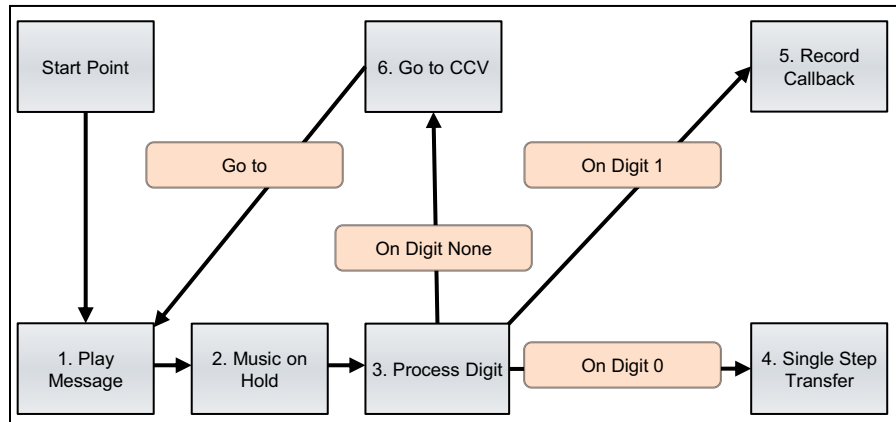 Start Point
6. Go to CCV
5. Record
Callback
Go to
On Digit 1
On Digit None
1. Play
Message
2. Music on
Hold
3. Process Digit
On Digit 0
4. Single Step
Transfer